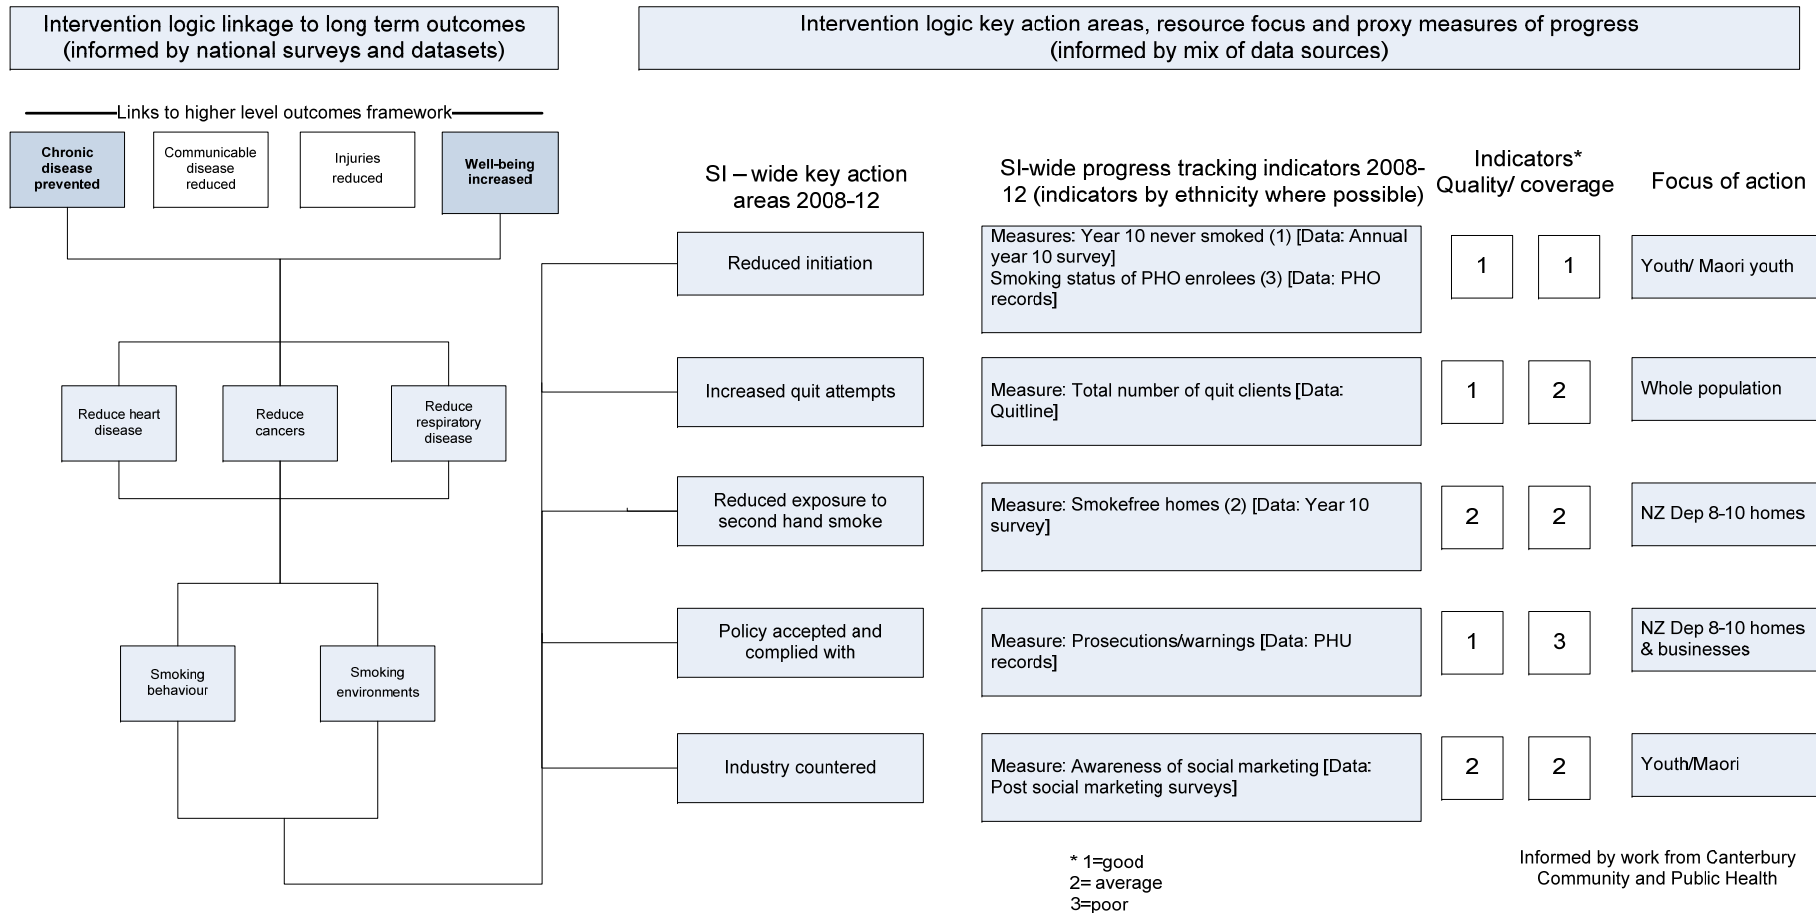 Intervention logic linkage to long term outcomes
(informed by national surveys and datasets)
Intervention logic key action areas, resource focus and proxy measures of progress
(informed by mix of data sources)
Links to higher level outcomes framework
Chronic
disease
prevented
Communicable
disease
reduced
Injuries
reduced
Well-being
increased
Reduce heart
disease
Reduce
cancers
Reduce
respiratory
disease
Smoking
behaviour
Smoking
environments
SI – wide key action
areas 2008-12
SI-wide progress tracking indicators 2008-
12 (indicators by ethnicity where possible)
Indicators*
Quality/ coverage
Focus of action
Reduced initiation
Measures: Year 10 never smoked (1) [Data: Annual
year 10 survey]
Smoking status of PHO enrolees (3) [Data: PHO
records]
1
1
Youth/ Maori youth
Increased quit attempts
Measure: Total number of quit clients [Data:
Quitline]
1
2
Whole population
Reduced exposure to
second hand smoke
Measure: Smokefree homes (2) [Data: Year 10
survey]
2
2
NZ Dep 8-10 homes
Policy accepted and
complied with
Measure: Prosecutions/warnings [Data: PHU
records]
1
3
NZ Dep 8-10 homes
& businesses
Industry countered
Measure: Awareness of social marketing [Data:
Post social marketing surveys]
2
2
Youth/Maori
* 1=good
2= average
3=poor
Informed by work from Canterbury
Community and Public Health